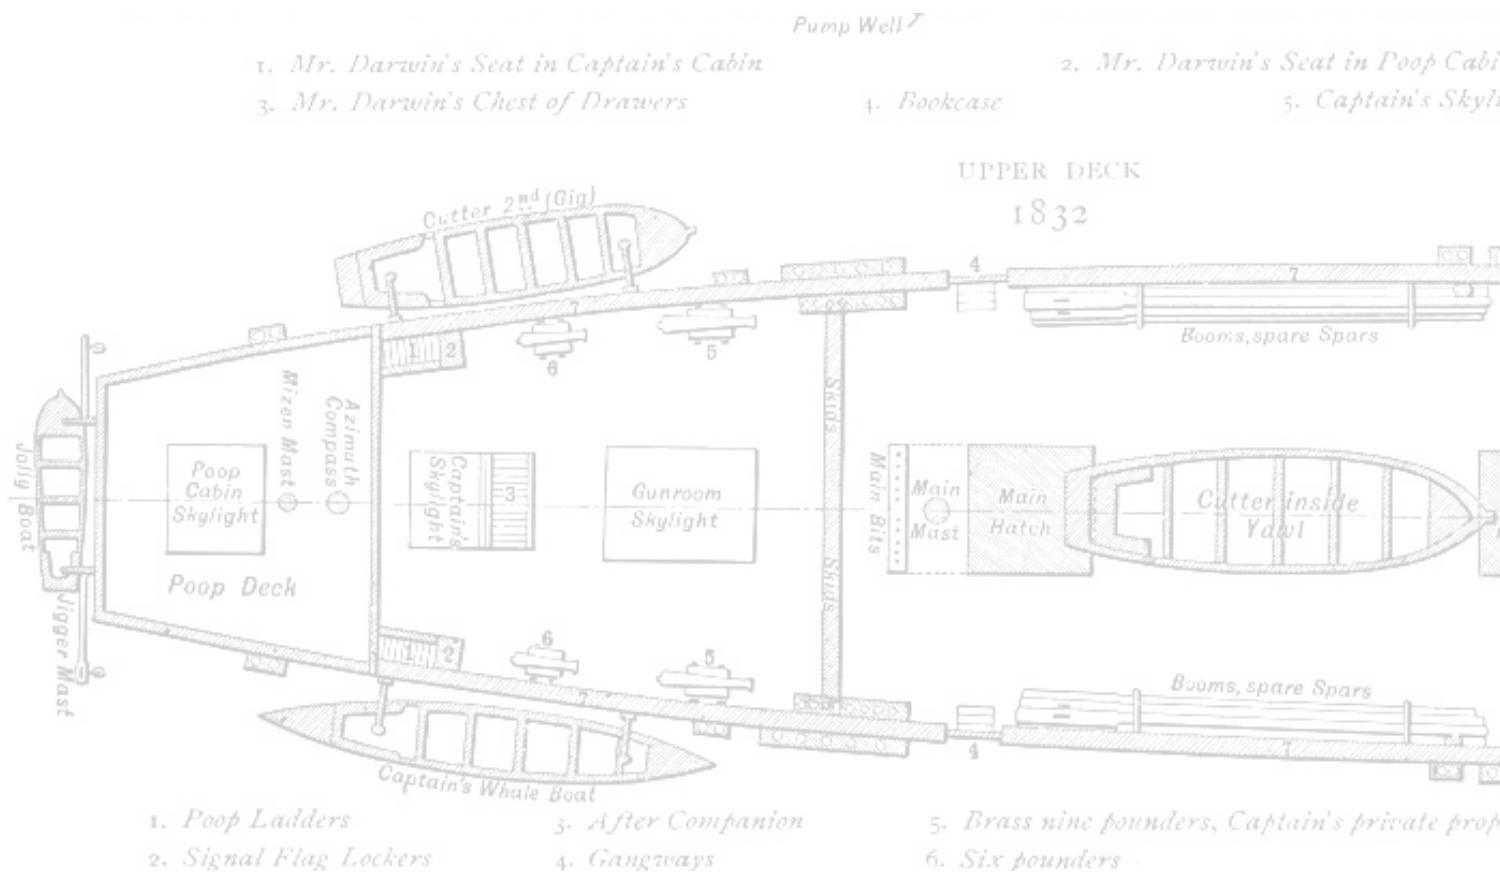 Pump Well
1. Mr. Darwin's Seat in Captain's Cabin
2. Mr. Darwin's Seat in Poop Cabi
3. Mr. Darwin's Chest of Drawers
4. Bookcase
5. Captain's Skyli
UPPER DECK
1832
Cutter 2nd (Gig)
4
7
7
Booms, spare Spars
1 2
6
5
Mizen Mast
Azimuth
Compass
Skids
Jolly Boat
Poop
Cabin
Skylight
Captain's
Skylight
3
Gunroom
Skylight
Main Bits
Main
Mast
Main
Hatch
Cutter inside
Yawl
Poop Deck
Skids
Jigger Mast
1 2
6
5
7
Booms, spare Spars
4
7
Captain's Whale Boat
1. Poop Ladders
3. After Companion
5. Brass nine pounders, Captain's private prop
2. Signal Flag Lockers
4. Gangways
6. Six pounders